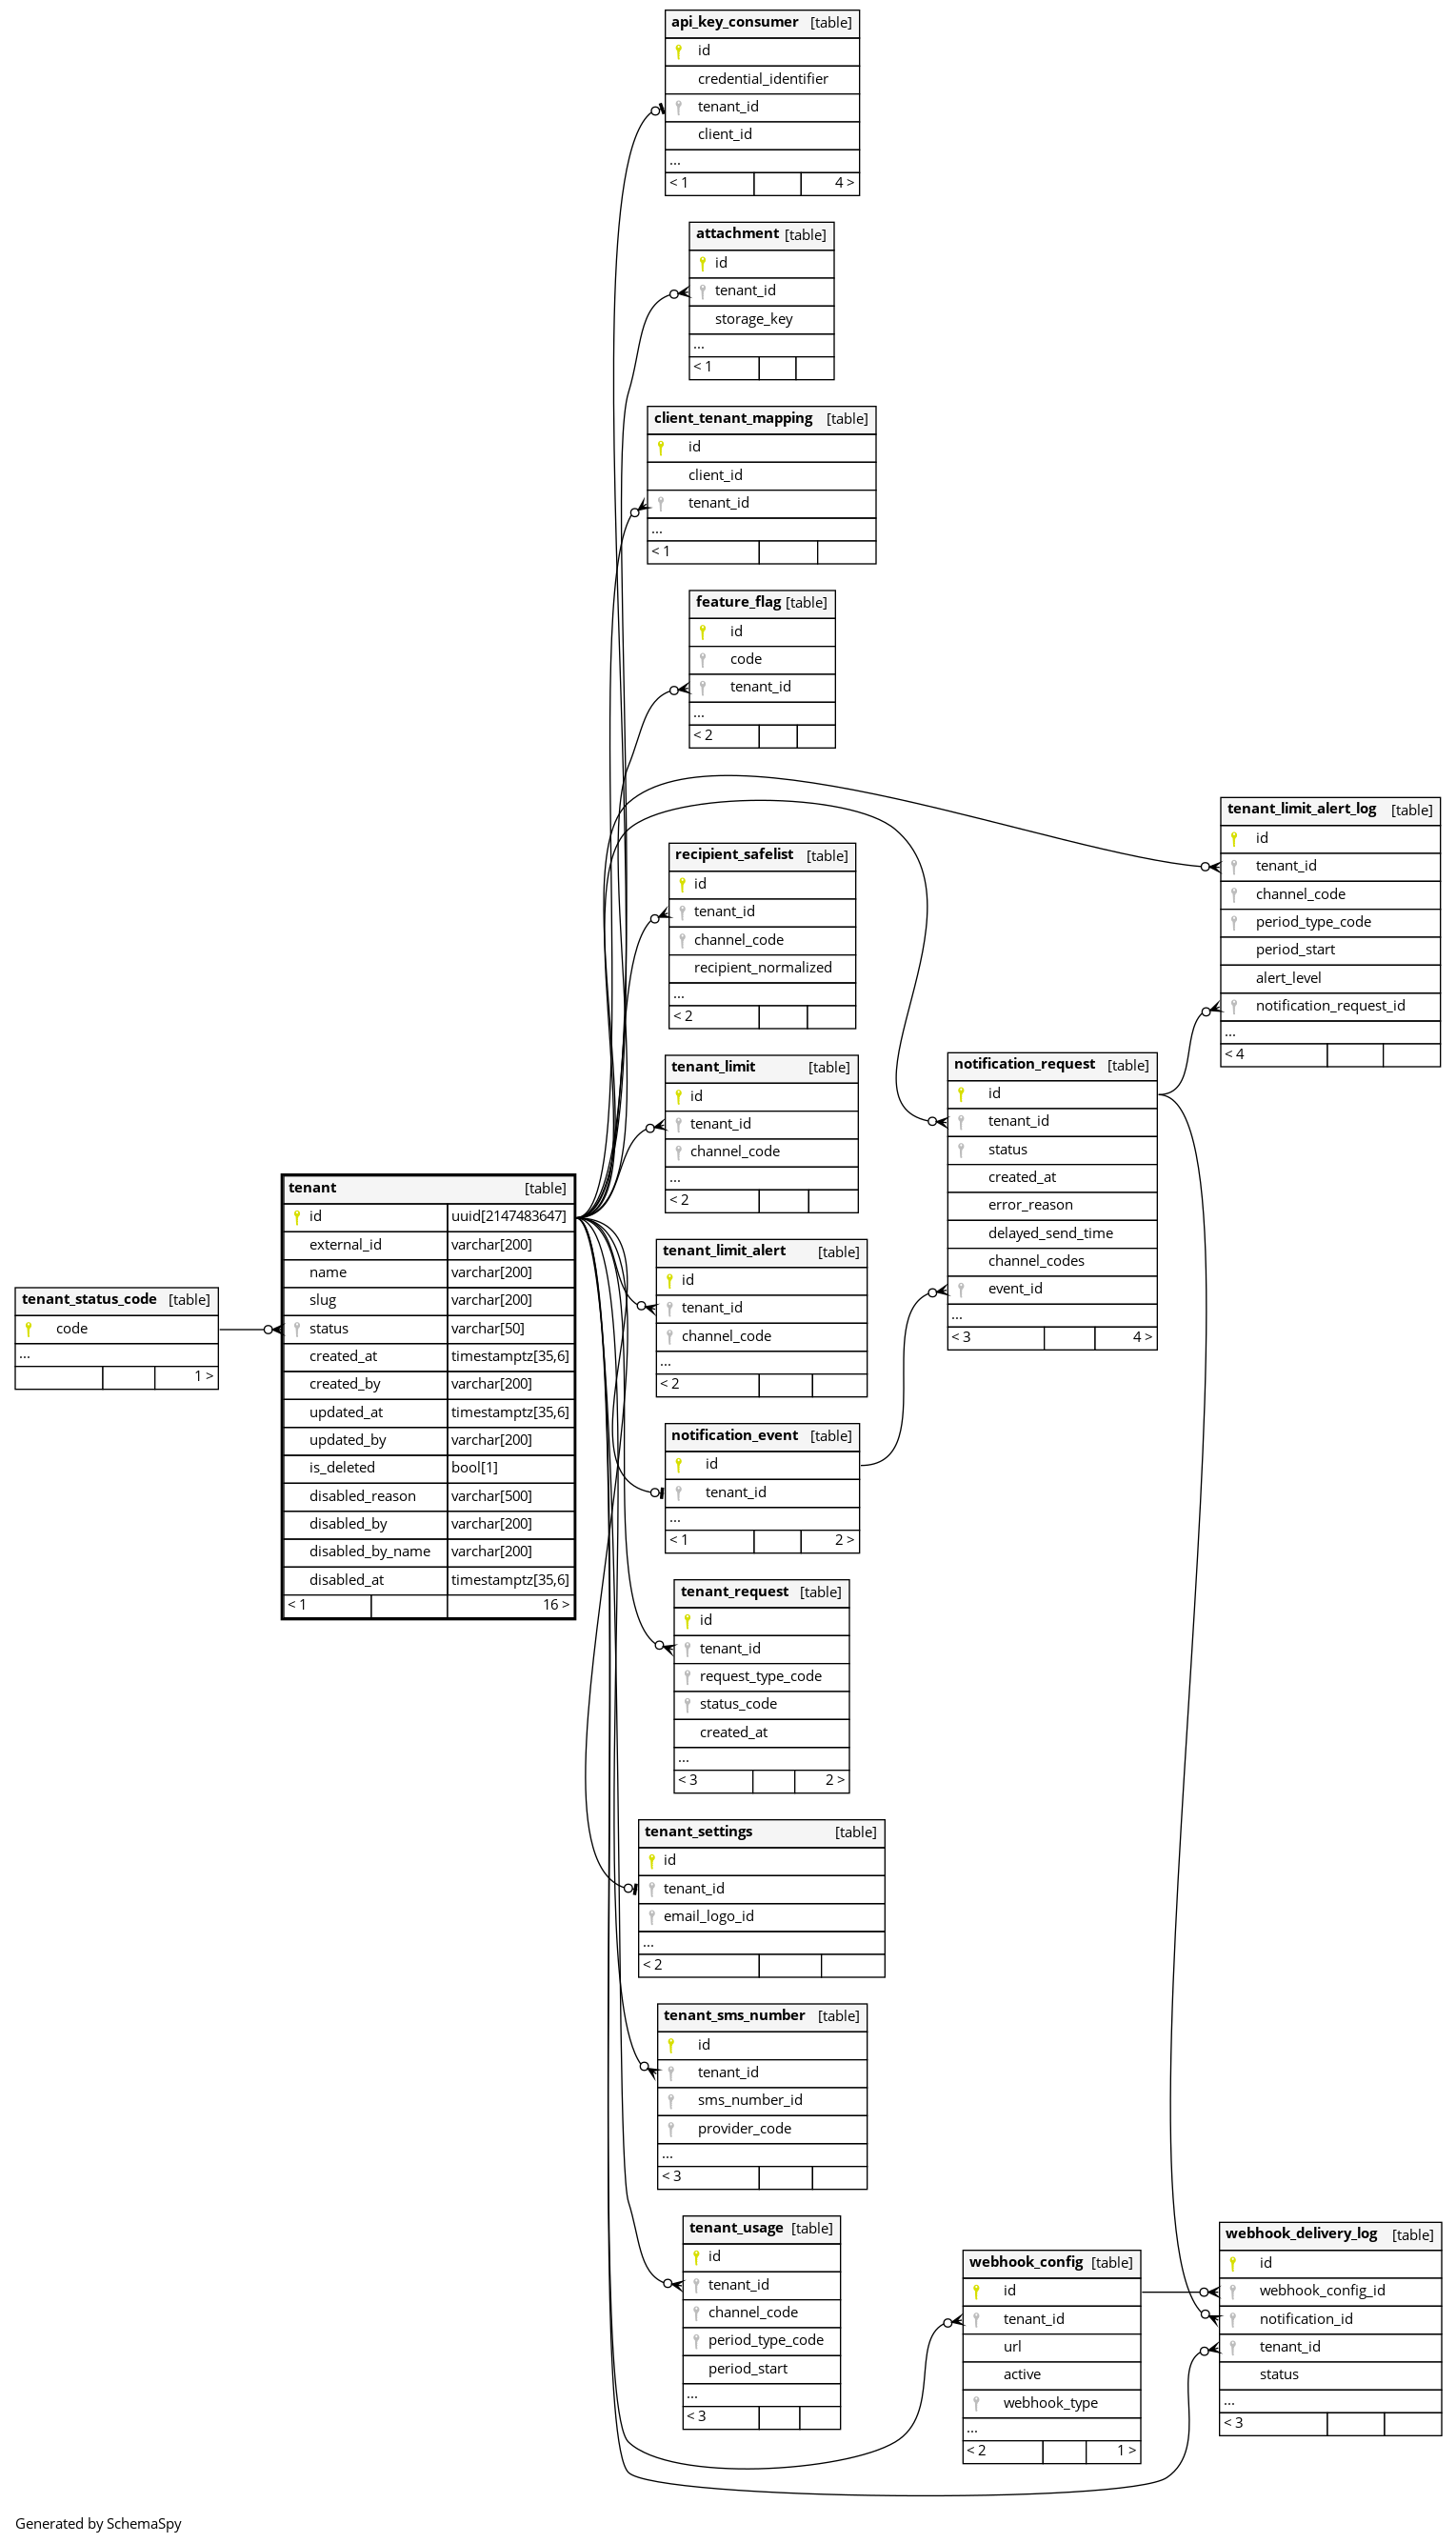 api_key_consumer [table]
id
credential_identifier
tenant_id
client_id
...
< 1 4 >
attachment [table]
id
tenant_id
storage_key
...
< 1
client_tenant_mapping [table]
id
client_id
tenant_id
...
< 1
feature_flag [table]
id
code
tenant_id
...
< 2
tenant_limit_alert_log [table]
id
tenant_id
channel_code
period_type_code
period_start
alert_level
notification_request_id
...
< 4
recipient_safelist [table]
id
tenant_id
channel_code
recipient_normalized
...
< 2
tenant_limit [table]
id
tenant_id
channel_code
...
< 2
notification_request [table]
id
tenant_id
status
created_at
error_reason
delayed_send_time
channel_codes
event_id
...
< 3 4 >
tenant [table]
id uuid[2147483647]
external_id varchar[200]
name varchar[200]
slug varchar[200]
status varchar[50]
created_at timestamptz[35,6]
created_by varchar[200]
updated_at timestamptz[35,6]
updated_by varchar[200]
is_deleted bool[1]
disabled_reason varchar[500]
disabled_by varchar[200]
disabled_by_name varchar[200]
disabled_at timestamptz[35,6]
< 1 16 >
tenant_status_code [table]
code
...
1 >
tenant_limit_alert [table]
id
tenant_id
channel_code
...
< 2
notification_event [table]
id
tenant_id
...
< 1 2 >
tenant_request [table]
id
tenant_id
request_type_code
status_code
created_at
...
< 3 2 >
tenant_settings [table]
id
tenant_id
email_logo_id
...
< 2
tenant_sms_number [table]
id
tenant_id
sms_number_id
provider_code
...
< 3
tenant_usage [table]
id
tenant_id
channel_code
period_type_code
period_start
...
< 3
webhook_config [table]
id
tenant_id
url
active
webhook_type
...
< 2 1 >
webhook_delivery_log [table]
id
webhook_config_id
notification_id
tenant_id
status
...
< 3
Generated by SchemaSpy